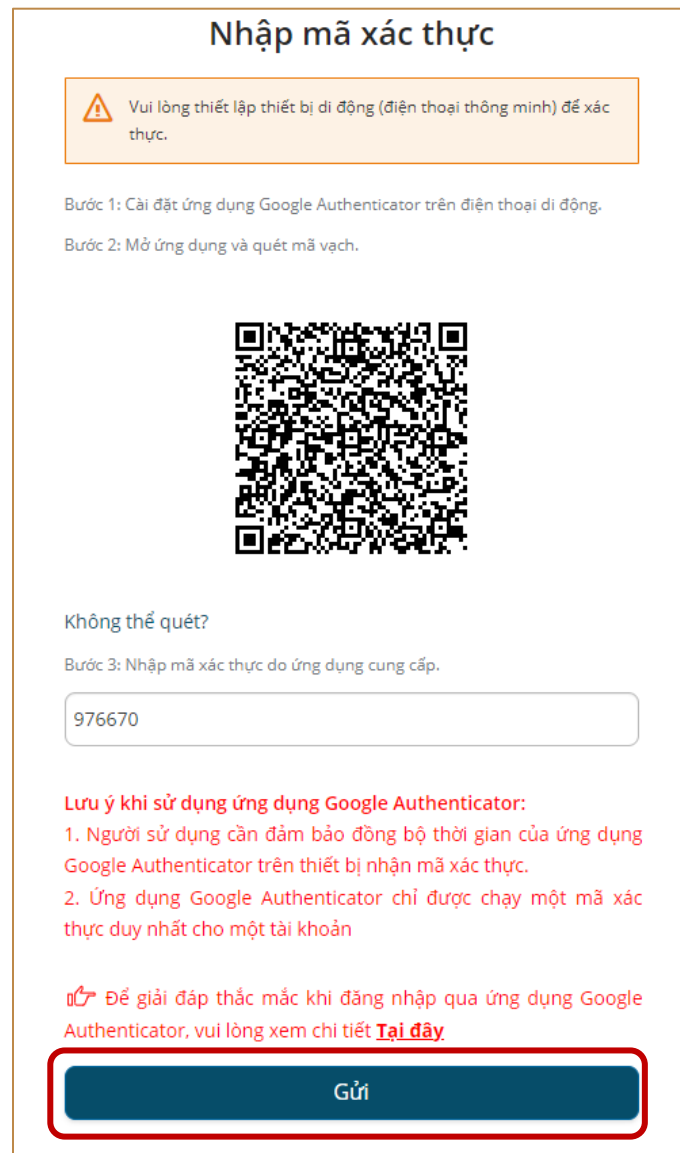 Nhập mã xác thực
Vui lòng thiết lập thiết bị di động (điện thoại thông minh) để xác
thực.
Bước 1: Cài đặt ứng dụng Google Authenticator trên điện thoại di động.
Bước 2: Mở ứng dụng và quét mã vạch.
Không thể quét?
Bước 3: Nhập mã xác thực do ứng dụng cung cấp.
976670
Lưu ý khi sử dụng ứng dụng Google Authenticator:
1. Người sử dụng cần đảm bảo đồng bộ thời gian của ứng dụng
Google Authenticator trên thiết bị nhận mã xác thực.
2. Ứng dụng Google Authenticator chỉ được chạy một mã xác
thực duy nhất cho một tài khoản
Để giải đáp thắc mắc khi đăng nhập qua ứng dụng Google
Authenticator, vui lòng xem chi tiết Tại đây
Gửi